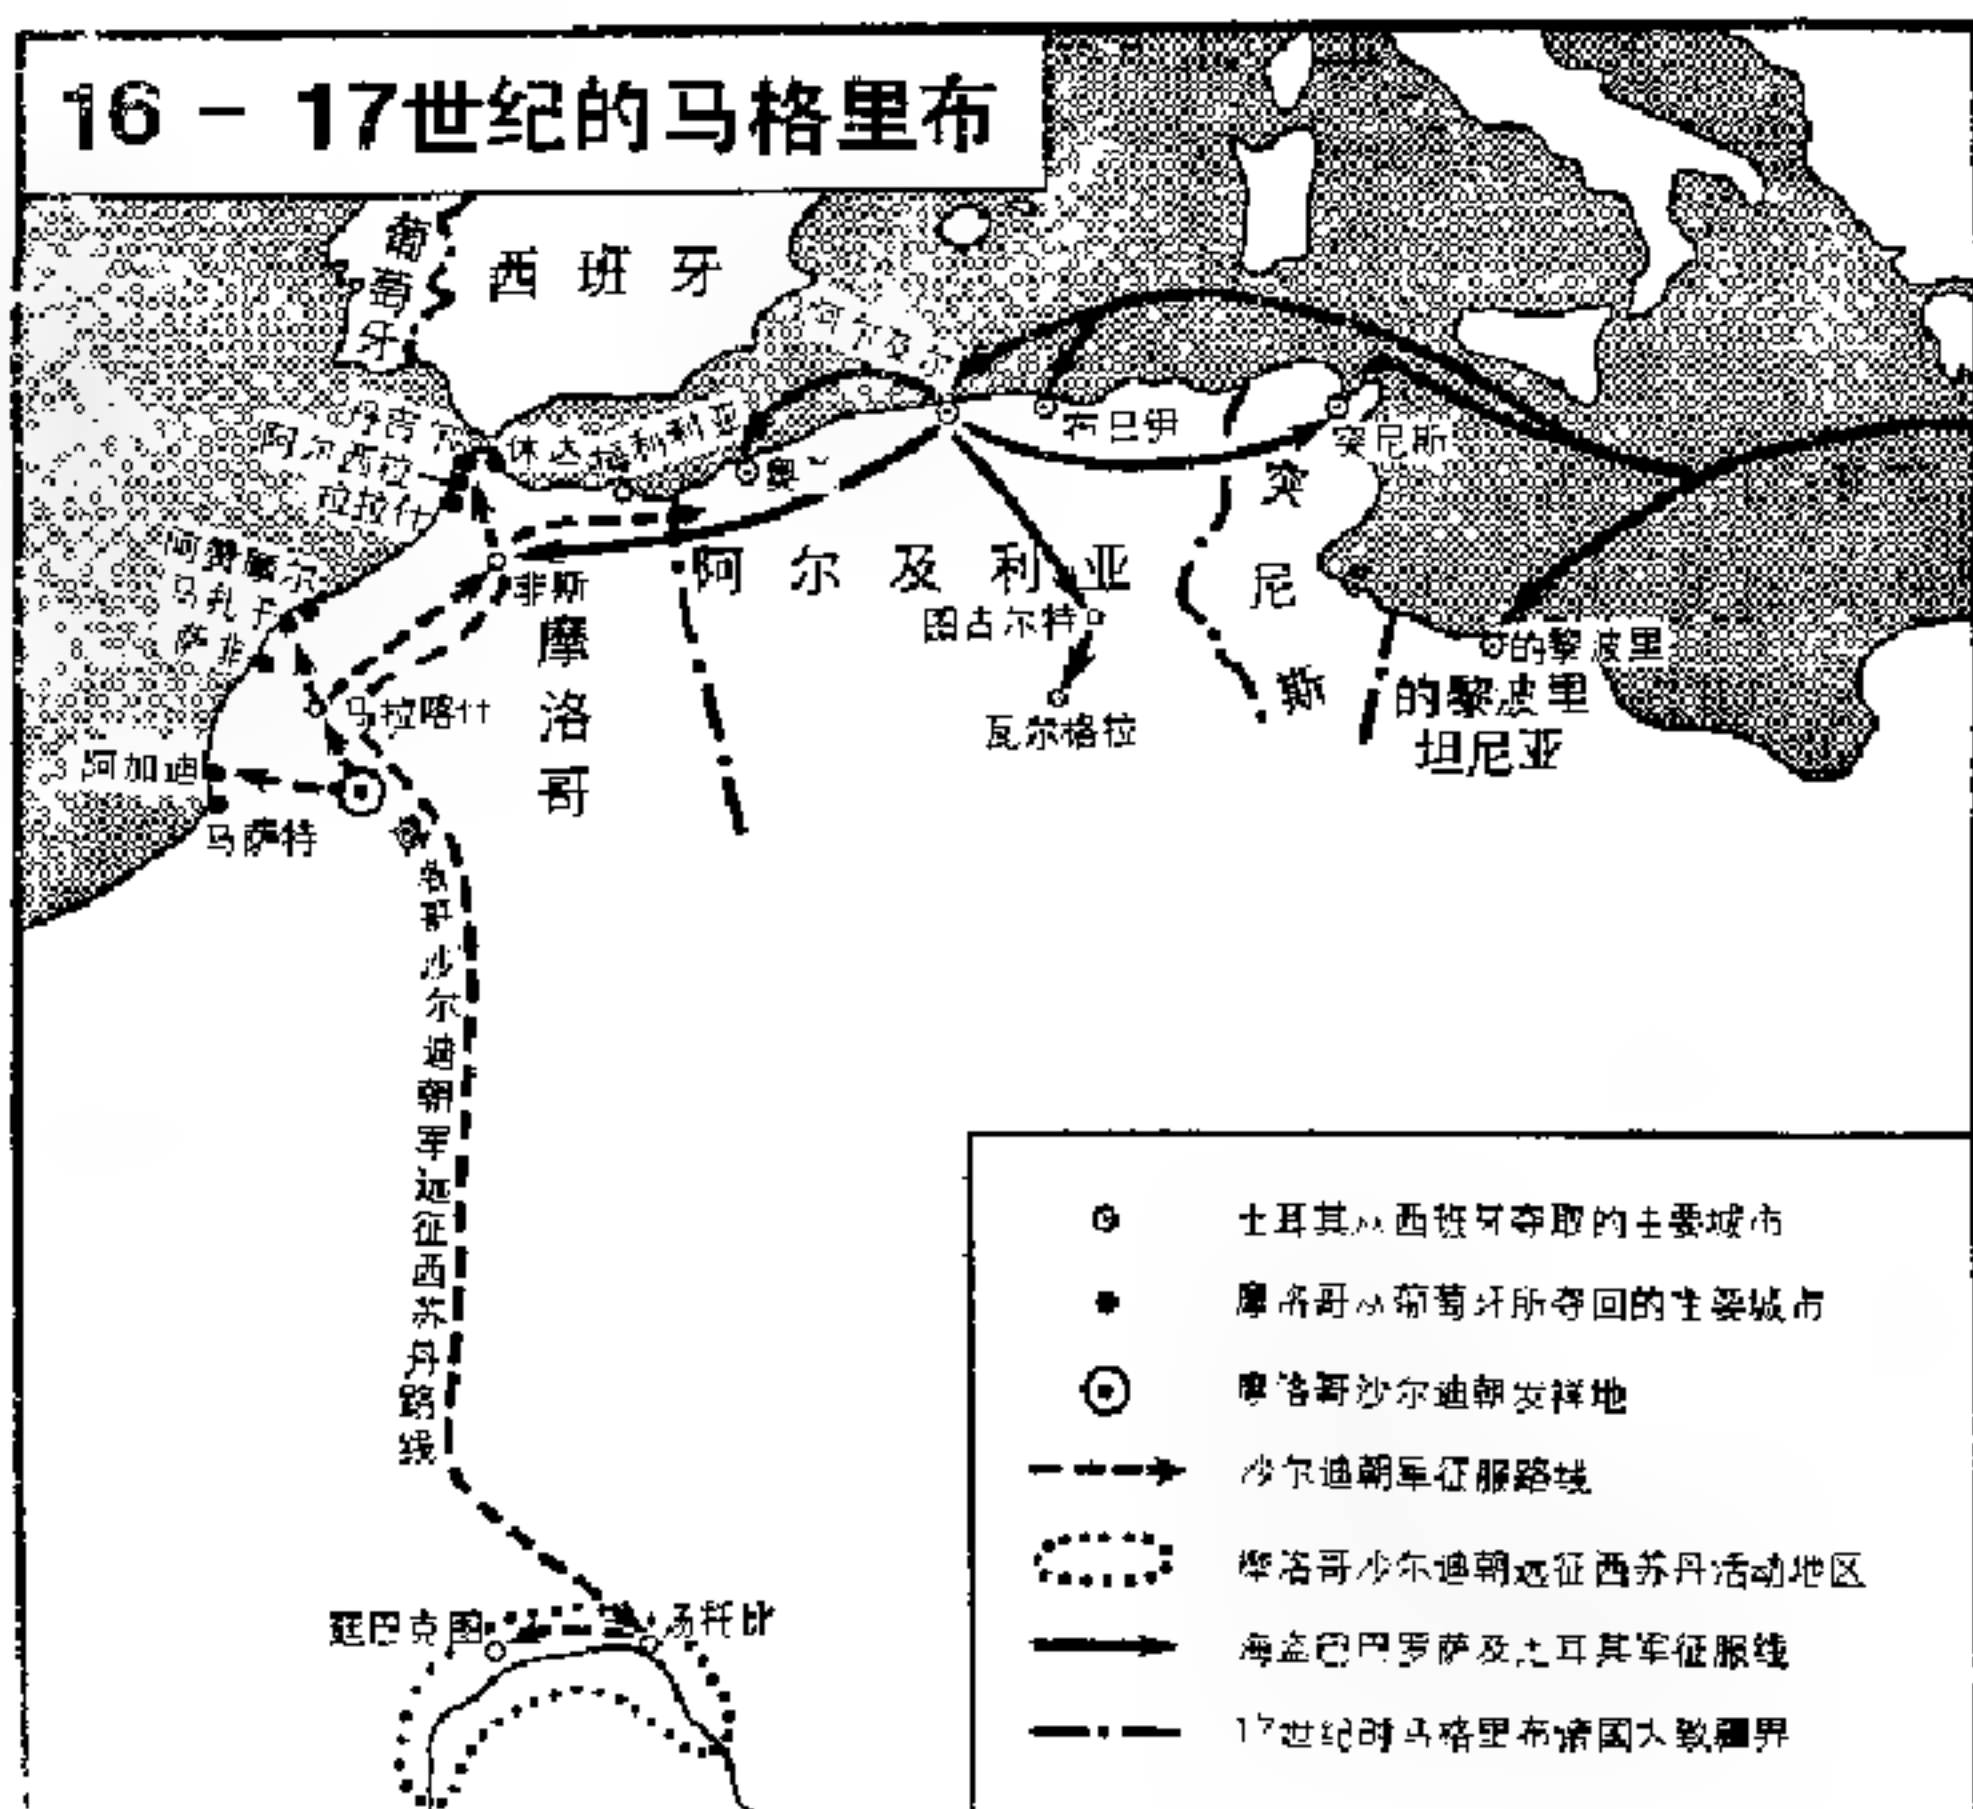 16 - 17世纪的马格里布
葡萄牙
西班牙
阿尔及尔
丹吉尔
阿尔西拉
拉拉什
休达
梅利利亚
奥兰
布日伊
突尼斯
阿赞穆尔
马扎干
萨非
非斯
阿尔及利亚
突尼斯
图古尔特
瓦尔格拉
的黎波里
的黎波里
坦尼亚
摩洛哥
马拉喀什
阿加迪
马萨特
摩洛哥沙尔迪朝军远征西苏丹路线
廷巴克图
汤托比
土耳其从西班牙夺取的主要城市
摩洛哥从葡萄牙所夺回的主要城市
摩洛哥沙尔迪朝发祥地
沙尔迪朝军征服路线
摩洛哥沙尔迪朝远征西苏丹活动地区
海盗巴巴罗萨及土耳其军征服线
17世纪时马格里布诸國大致疆界